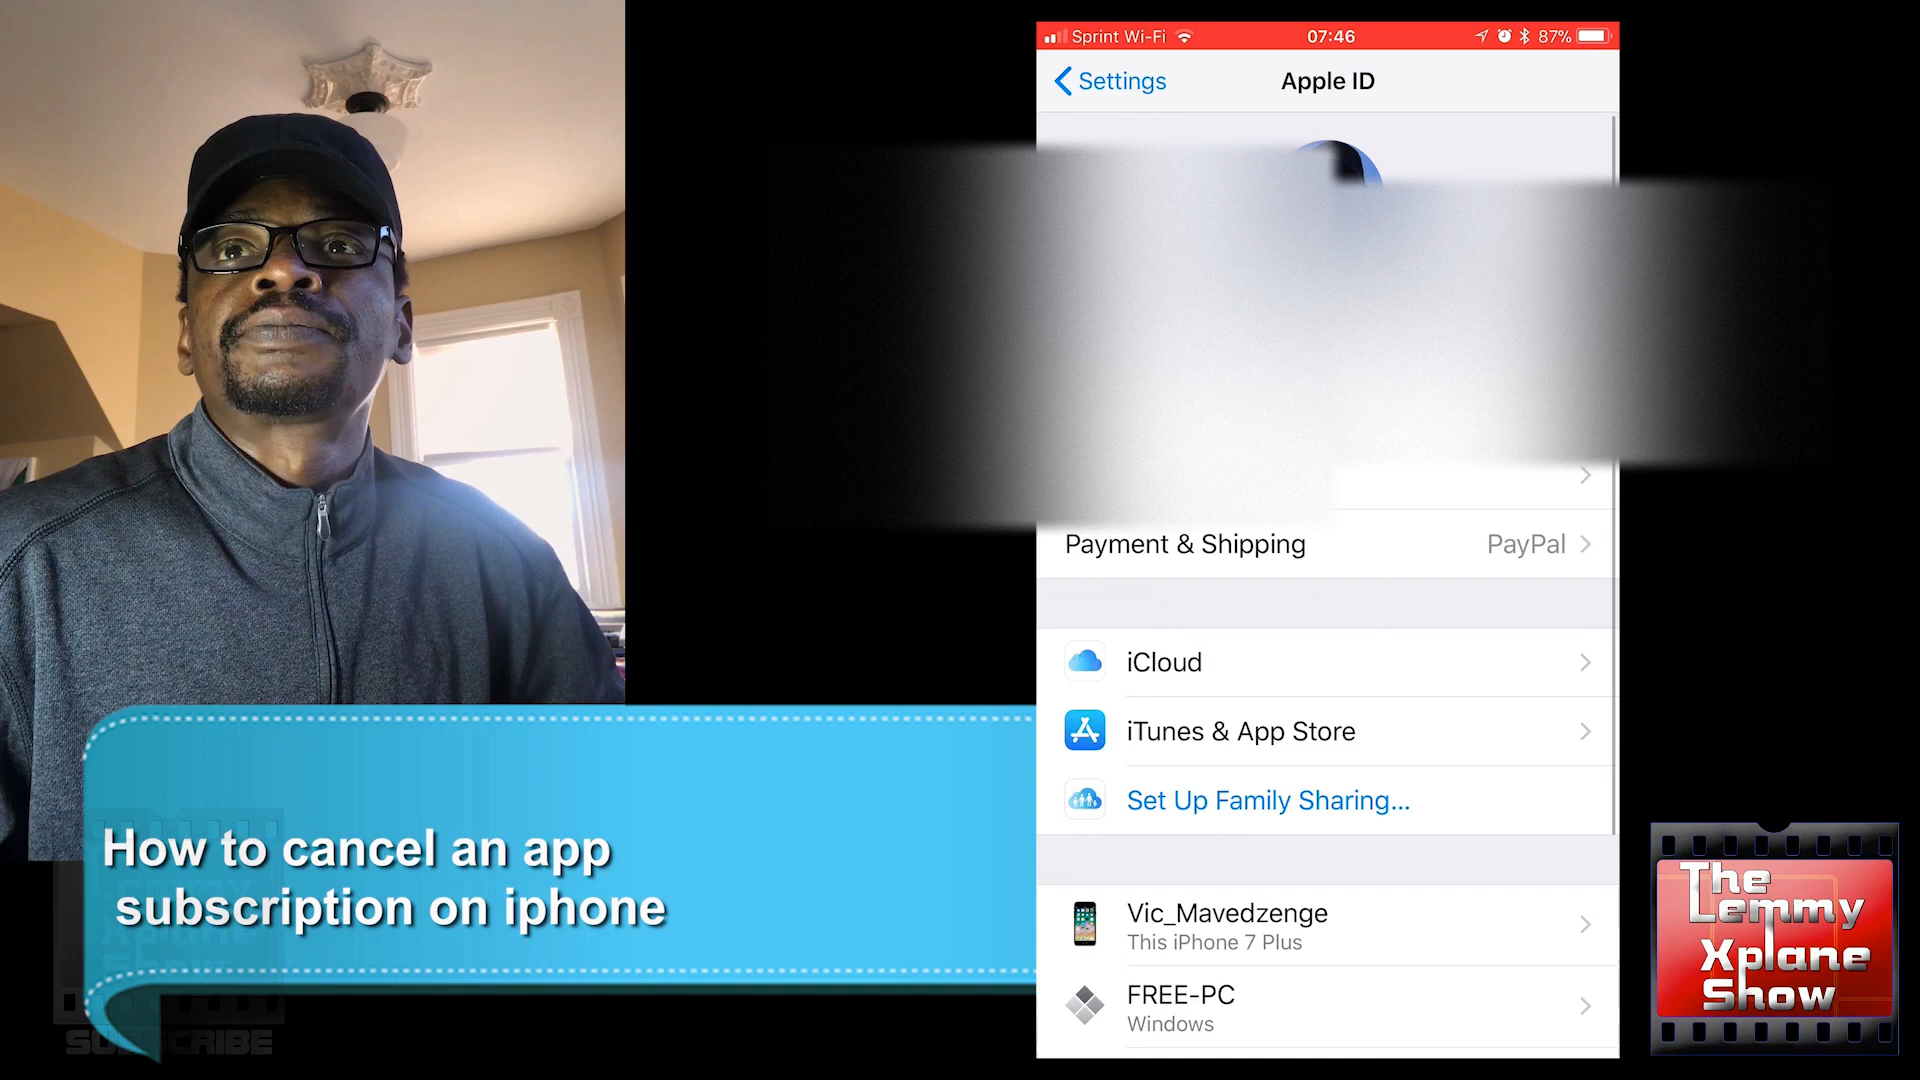 Sprint Wi-Fi
07:46
87%
Settings
Apple ID
Payment & Shipping
PayPal
iCloud
iTunes & App Store
Set Up Family Sharing...
Vic_Mavedzenge
This iPhone 7 Plus
FREE-PC
Windows
How to cancel an app
subscription on iphone
SUBSCRIBE
The
Lemmy
Xplane
Show